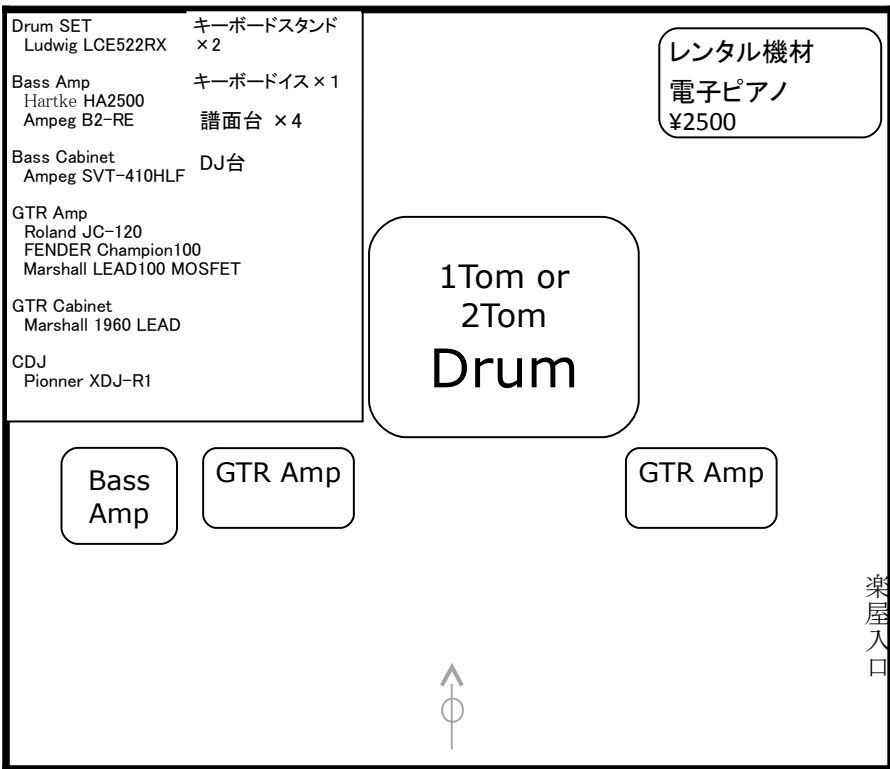 Drum SET
Ludwig LCE522RX
Bass Amp
Hartke HA2500
Ampeg B2-RE
Bass Cabinet
Ampeg SVT-410HLF
GTR Amp
Roland JC-120
FENDER Champion100
Marshall LEAD100 MOSFET
GTR Cabinet
Marshall 1960 LEAD
CDJ
Pionner XDJ-R1
キーボードスタンド
×2
キーボードイス×1
譜面台 ×4
DJ台
レンタル機材
電子ピアノ
¥2500
1Tom or
2Tom
Drum
Bass
Amp
GTR Amp
GTR Amp
楽屋入口